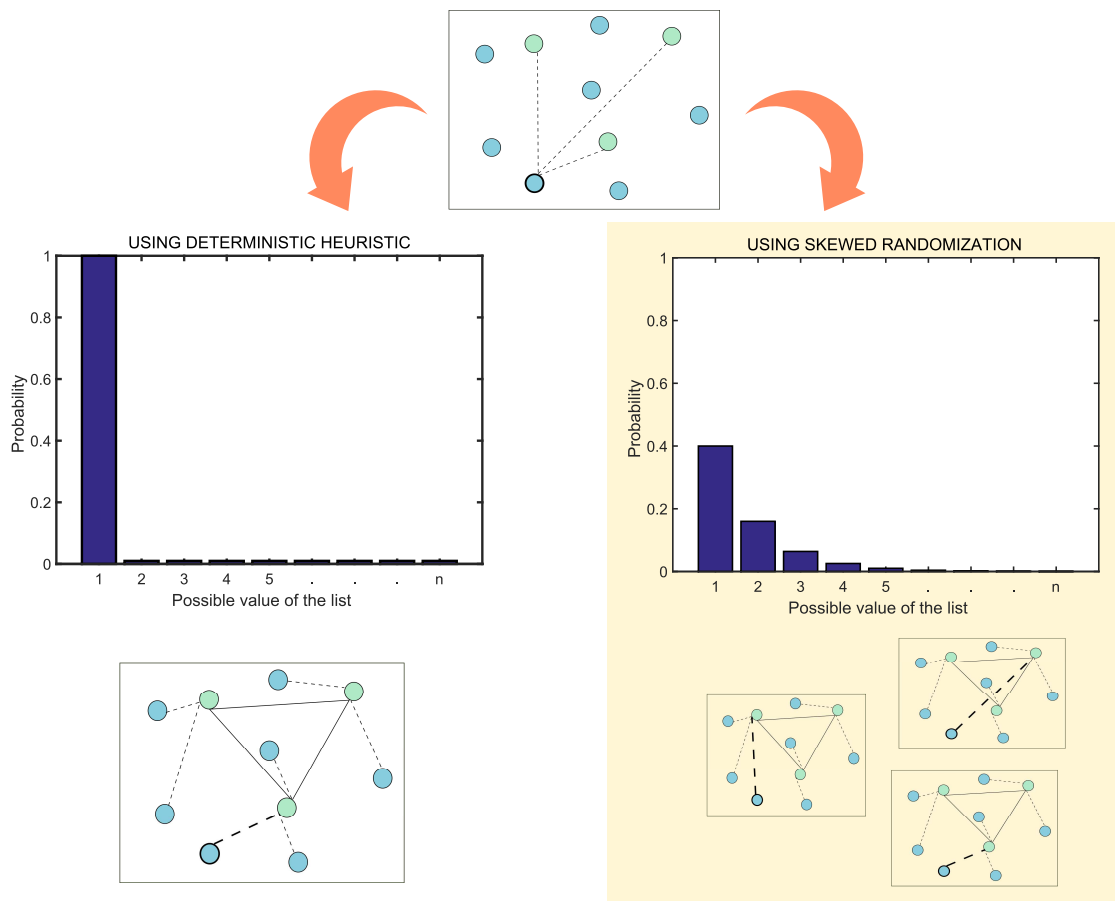 USING DETERMINISTIC HEURISTIC
1
0.8
0.6
0.4
0.2
0
Probability
1 2 3 4 5 . . . n
Possible value of the list
USING SKEWED RANDOMIZATION
1
0.8
0.6
0.4
0.2
0
Probability
1 2 3 4 5 . . . n
Possible value of the list